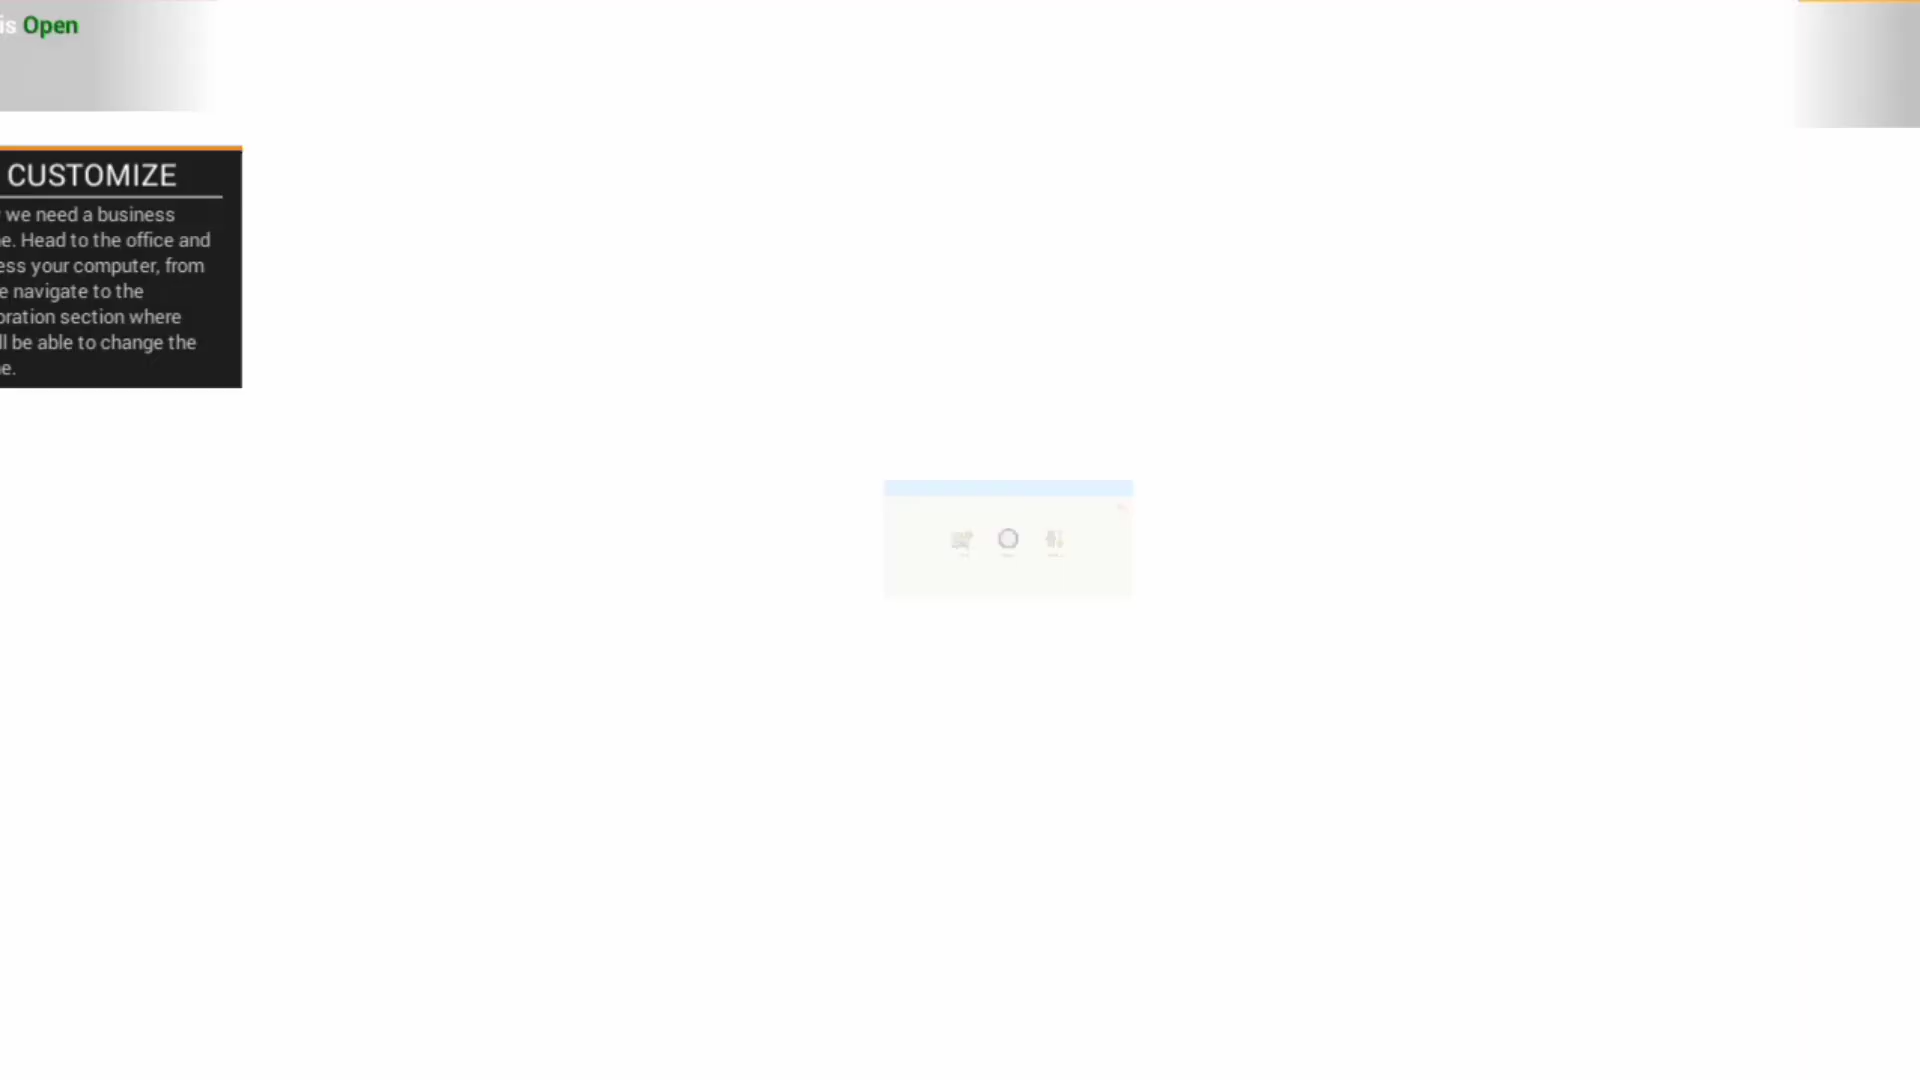 is Open
CUSTOMIZE
we need a business
e. Head to the office and
ess your computer, from
e navigate to the
oration section where
ll be able to change the
e.